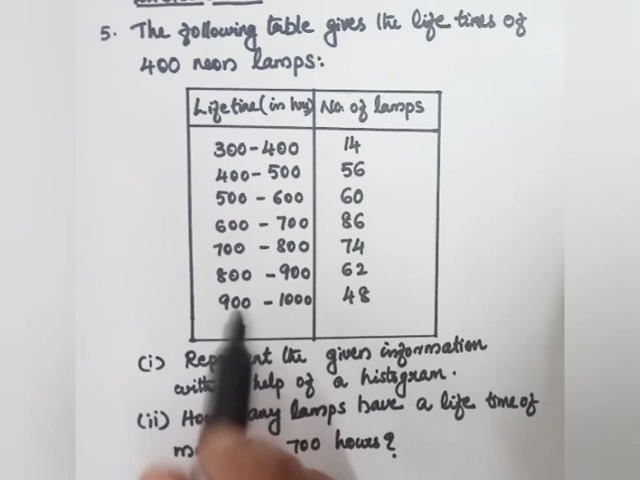 5. The following table gives the life times of
400 neon lamps:
Lifetime (in hrs) No. of lamps
300-400 14
400-500 56
500-600 60
600-700 86
700-800 74
800-900 62
900-1000 48
(i) the given information
help of a histogram.
(ii) lamps have a life time of
700 hours?